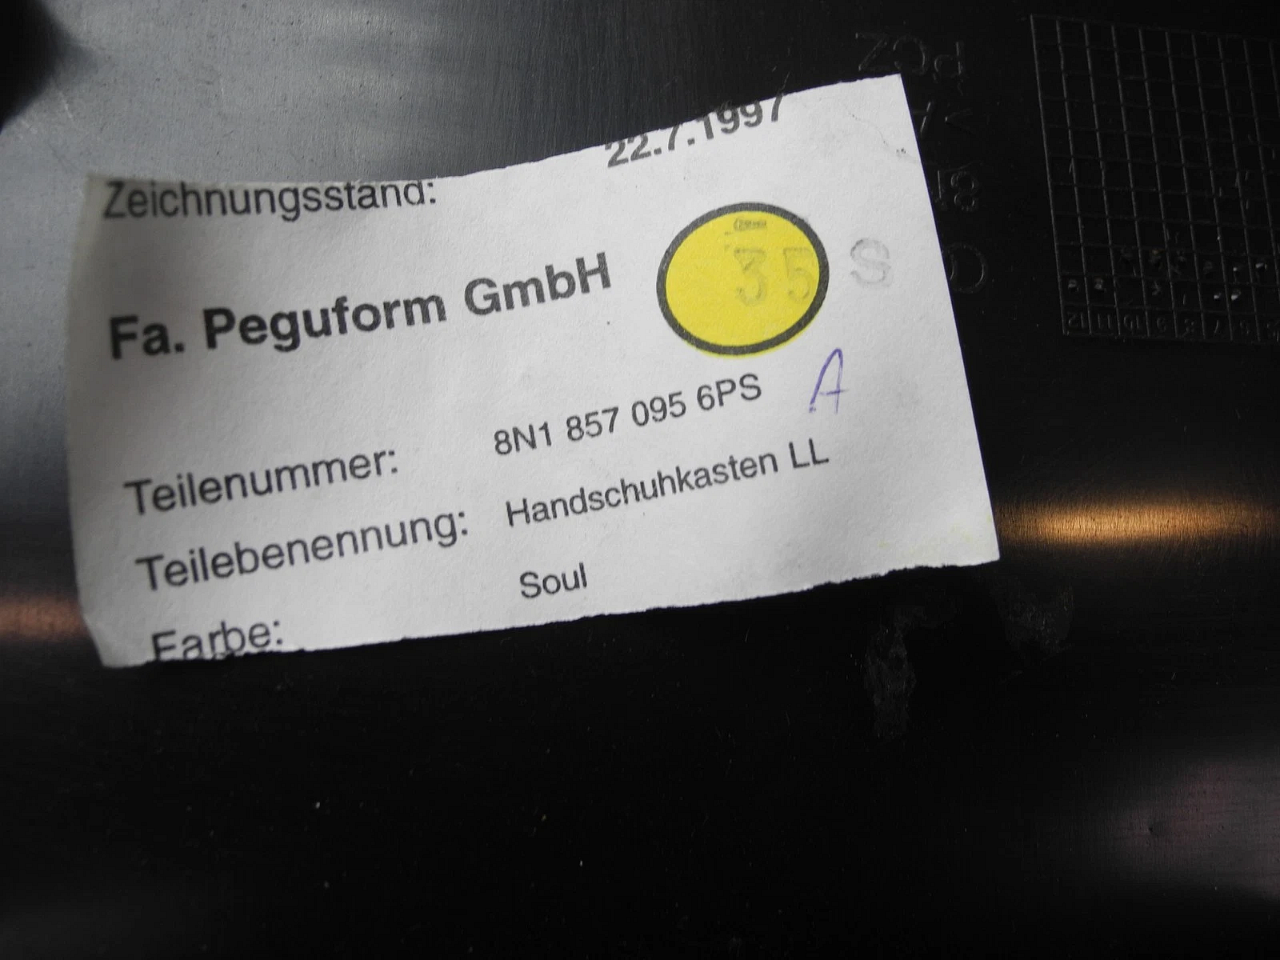 Zeichnungsstand: 22.7.1997
Fa. Peguform GmbH
35 S
A
Teilenummer: 8N1 857 095 6PS
Teilebenennung: Handschuhkasten LL
Farbe: Soul